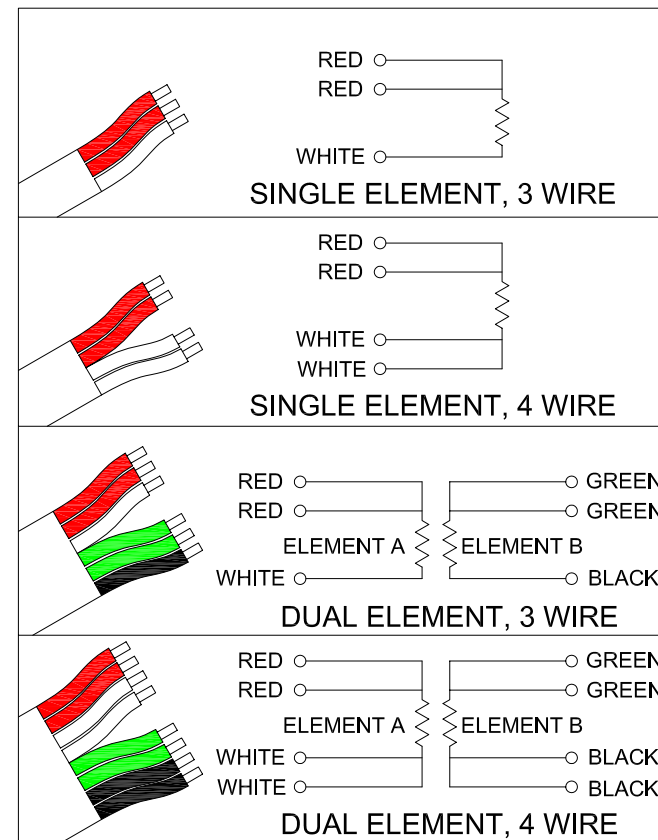 RED
RED
WHITE
SINGLE ELEMENT, 3 WIRE
RED
RED
WHITE
WHITE
SINGLE ELEMENT, 4 WIRE
RED GREEN
RED GREEN
ELEMENT A ELEMENT B
WHITE BLACK
DUAL ELEMENT, 3 WIRE
RED GREEN
RED GREEN
ELEMENT A ELEMENT B
WHITE BLACK
WHITE BLACK
DUAL ELEMENT, 4 WIRE